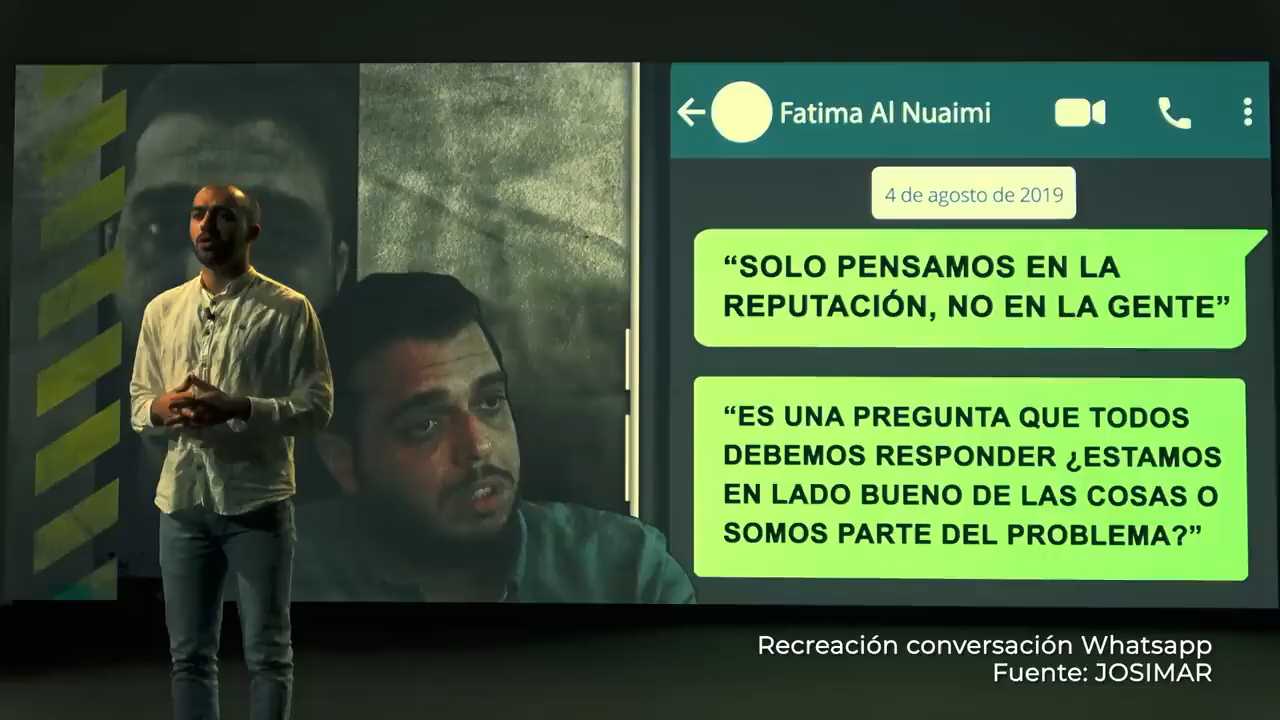 Fatima Al Nuaimi
4 de agosto de 2019
“SOLO PENSAMOS EN LA
REPUTACIÓN, NO EN LA GENTE”
“ES UNA PREGUNTA QUE TODOS
DEBEMOS RESPONDER ¿ESTAMOS
EN LADO BUENO DE LAS COSAS O
SOMOS PARTE DEL PROBLEMA?”
Recreación conversación Whatsapp
Fuente: JOSIMAR